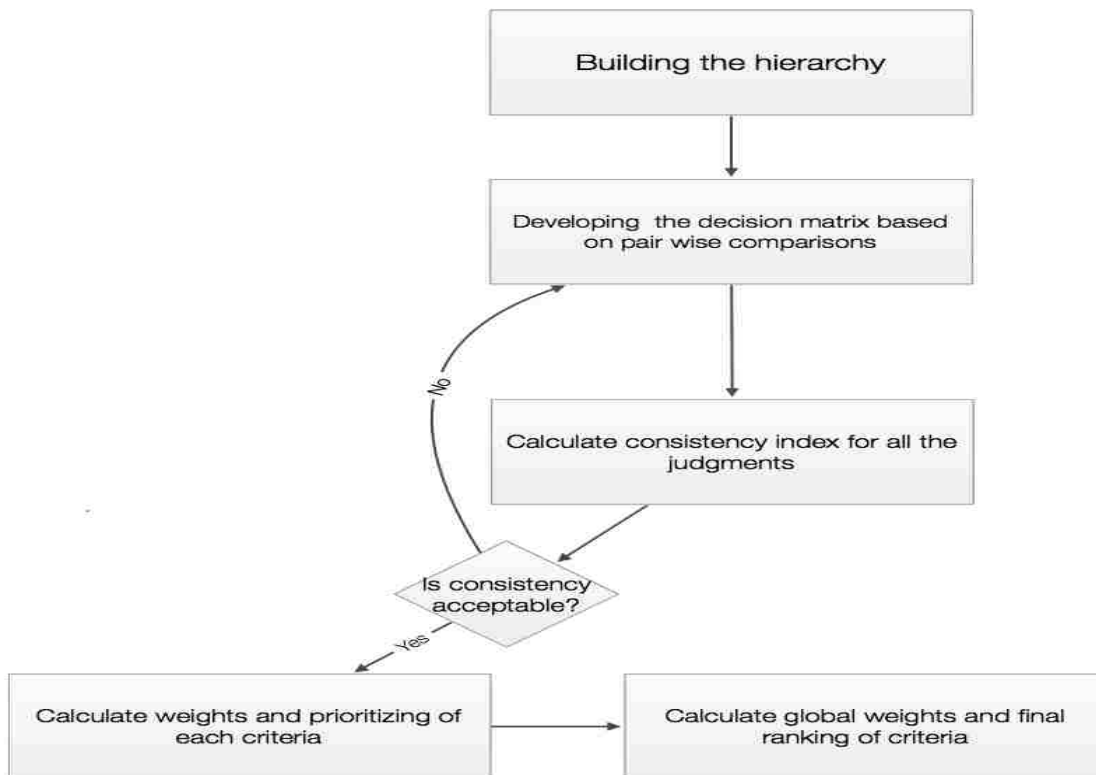 Building the hierarchy
Developing the decision matrix based
on pair wise comparisons
No
Calculate consistency index for all the
judgments
Is consistency
acceptable?
Yes
Calculate weights and prioritizing of
each criteria
Calculate global weights and final
ranking of criteria